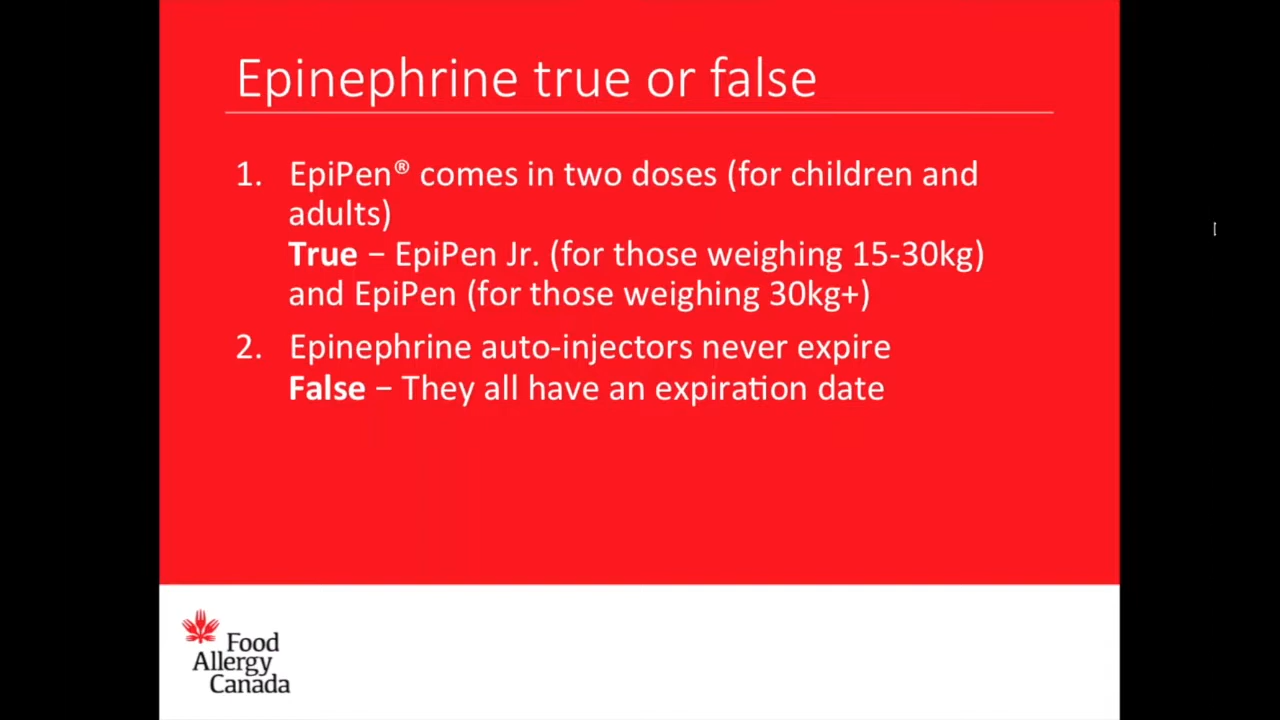 Epinephrine true or false
1. EpiPen® comes in two doses (for children and
adults)
True – EpiPen Jr. (for those weighing 15-30kg)
and EpiPen (for those weighing 30kg+)
2. Epinephrine auto-injectors never expire
False – They all have an expiration date
Food
Allergy
Canada